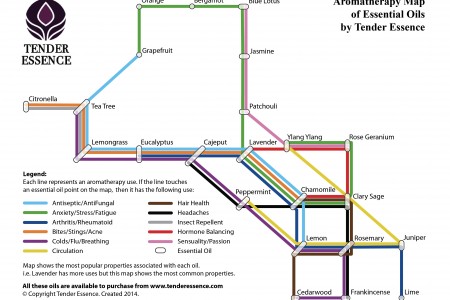 Orange
Bergamot
Blue Lotus
Aromatherapy Map
of Essential Oils
by Tender Essence
TENDER
ESSENCE
Grapefruit
Jasmine
Citronella
Tea Tree
Patchouli
Lemongrass
Eucalyptus
Cajeput
Lavender
Ylang Ylang
Rose Geranium
Legend:
Each line represents an aromatherapy use. If the line touches
an essential oil point on the map, then it has the following use:
Antiseptic/AntiFungal
Anxiety/Stress/Fatigue
Arthritis/Rheumatoid
Bites/Stings/Acne
Colds/Flu/Breathing
Circulation
Hair Health
Headaches
Insect Repellent
Hormone Balancing
Sensuality/Passion
Essential Oil
Peppermint
Chamomile
Clary Sage
Lemon
Rosemary
Juniper
Map shows the most popular properties associated with each oil.
i.e. Lavender has more uses but this map shows the most common properties.
All these oils are available to purchase from www.tenderessence.com
© Copyright Tender Essence. Created 2014.
Cedarwood
Frankincense
Lime